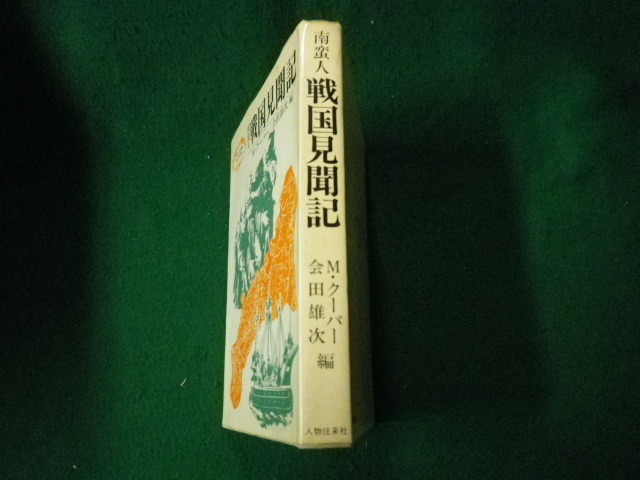 南蛮人
戦国見聞記
M・クーパー
会田雄次
編
人物往来社
戦国見聞記